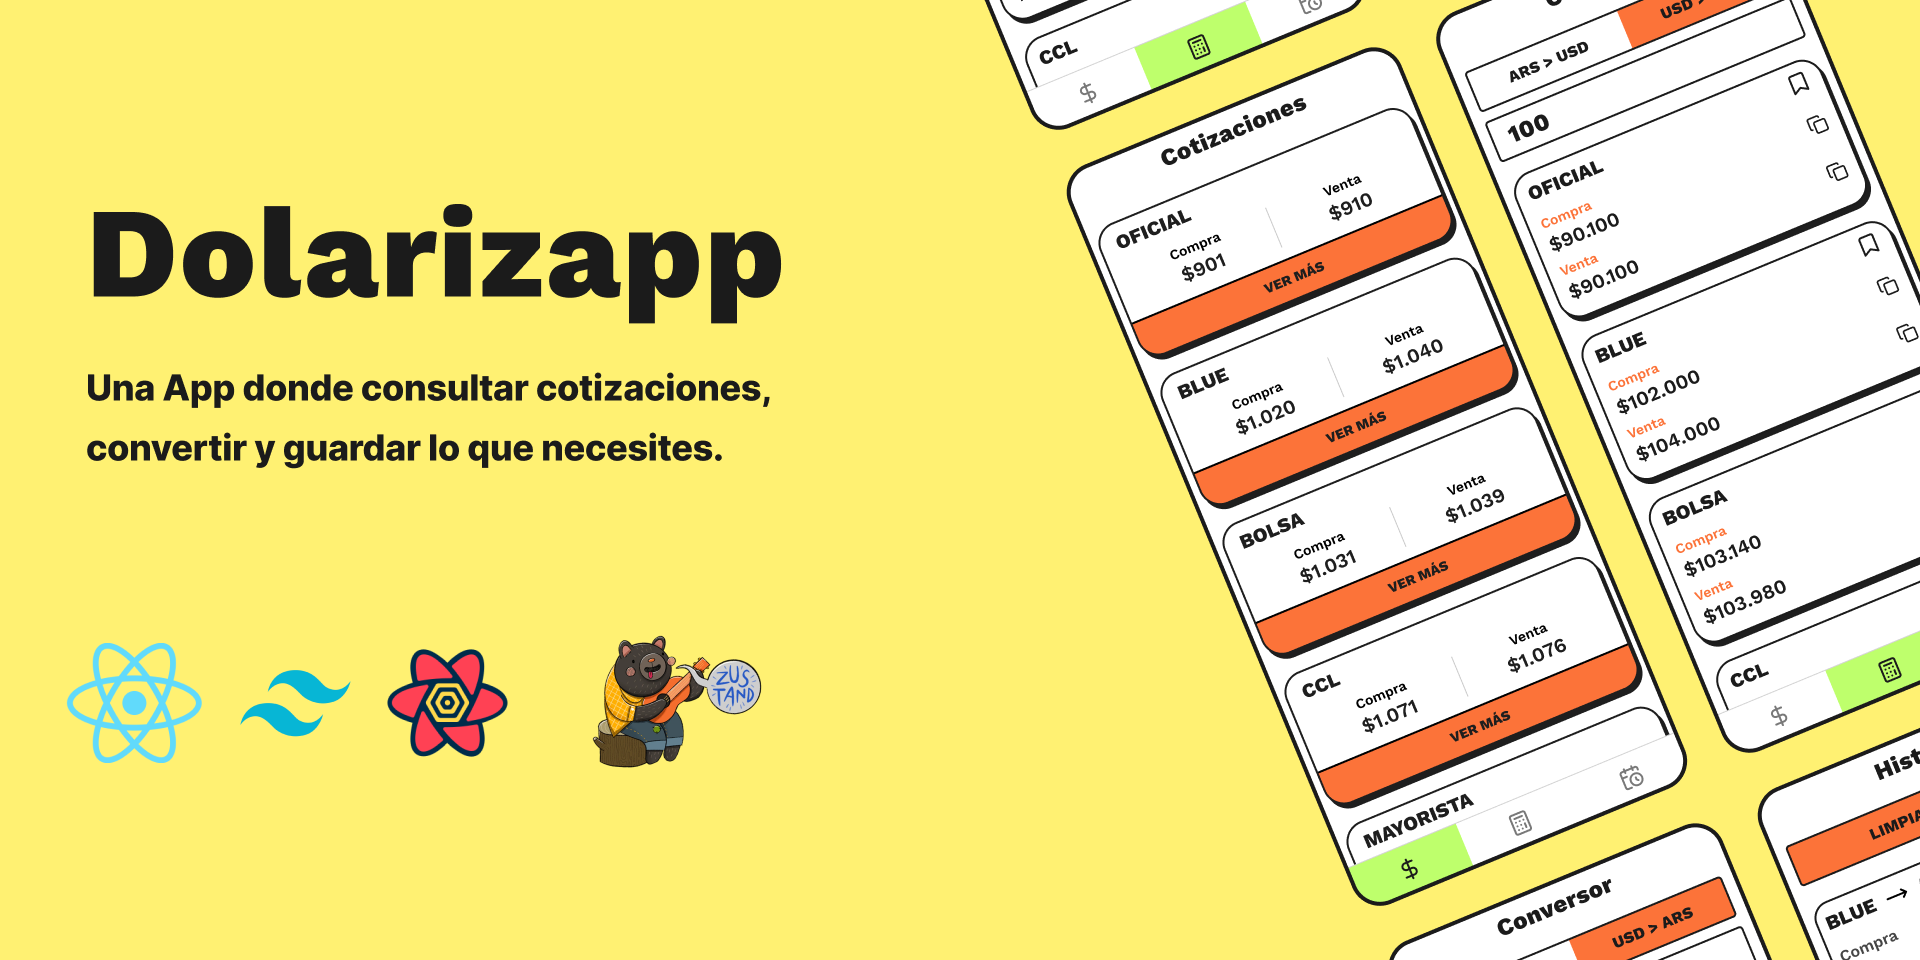 Dolarizapp
Una App donde consultar cotizaciones,
convertir y guardar lo que necesites.
ZUS
TAND
CCL
Cotizaciones
OFICIAL
Compra
$901
Venta
$910
VER MÁS
BLUE
Compra
$1.020
Venta
$1.040
VER MÁS
BOLSA
Compra
$1.031
Venta
$1.039
VER MÁS
CCL
Compra
$1.071
Venta
$1.076
VER MÁS
MAYORISTA
ARS > USD
USD >
100
OFICIAL
Compra
$90.100
Venta
$90.100
BLUE
Compra
$102.000
Venta
$104.000
BOLSA
Compra
$103.140
Venta
$103.980
CCL
Conversor
USD > ARS
Hist
LIMPIA
BLUE →
Compra